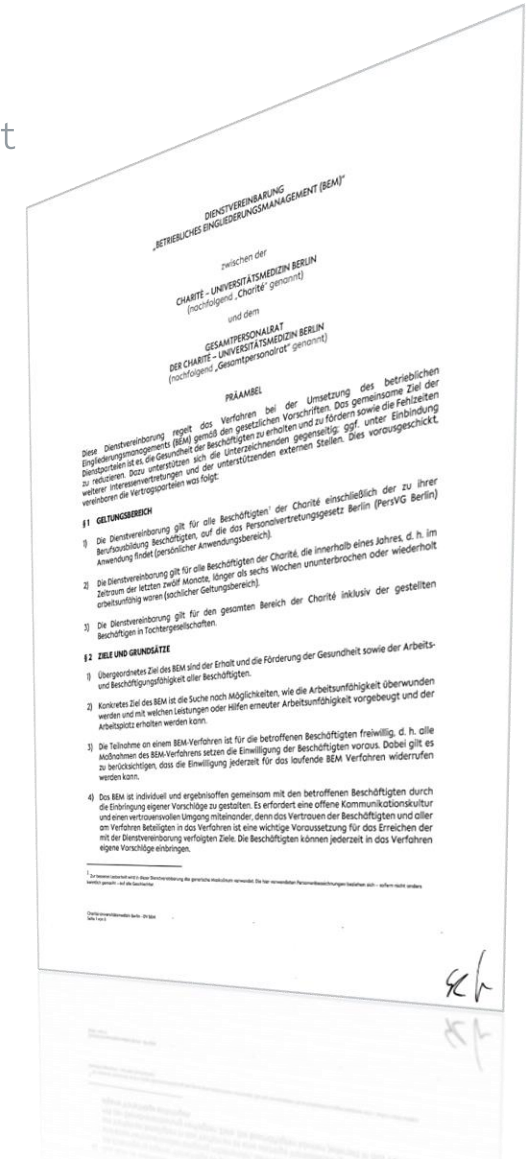 t
DIENSTVEREINBARUNG
„BETRIEBLICHES EINGLIEDERUNGSMANAGEMENT (BEM)“
zwischen der
CHARITÉ – UNIVERSITÄTSMEDIZIN BERLIN
(nachfolgend „Charité“ genannt)
und dem
GESAMTPERSONALRAT
DER CHARITÉ – UNIVERSITÄTSMEDIZIN BERLIN
(nachfolgend „Gesamtpersonalrat“ genannt)
PRÄAMBEL
Diese Dienstvereinbarung regelt das Verfahren bei der Umsetzung des betrieblichen
Eingliederungsmanagements (BEM) gemäß den gesetzlichen Vorschriften. Das gemeinsame Ziel der
Dienstparteien ist es, die Gesundheit der Beschäftigten zu erhalten und zu fördern sowie die Fehlzeiten
zu reduzieren. Dazu unterstützen sich die Unterzeichnenden gegenseitig; ggf. unter Einbindung
weiterer Interessenvertretungen und der unterstützenden externen Stellen. Dies vorausgeschickt,
vereinbaren die Vertragsparteien was folgt:
§ 1 GELTUNGSBEREICH
1) Die Dienstvereinbarung gilt für alle Beschäftigten¹ der Charité einschließlich der zu ihrer
Berufsausbildung Beschäftigten, auf die das Personalvertretungsgesetz Berlin (PersVG Berlin)
Anwendung findet (persönlicher Anwendungsbereich).
2) Die Dienstvereinbarung gilt für alle Beschäftigten der Charité, die innerhalb eines Jahres, d. h. im
Zeitraum der letzten zwölf Monate, länger als sechs Wochen ununterbrochen oder wiederholt
arbeitsunfähig waren (sachlicher Geltungsbereich).
3) Die Dienstvereinbarung gilt für den gesamten Bereich der Charité inklusiv der gestellten
Beschäftigen in Tochtergesellschaften.
§ 2 ZIELE UND GRUNDSÄTZE
1) Übergeordnetes Ziel des BEM sind der Erhalt und die Förderung der Gesundheit sowie der Arbeits-
und Beschäftigungsfähigkeit aller Beschäftigten.
2) Konkretes Ziel des BEM ist die Suche nach Möglichkeiten, wie die Arbeitsunfähigkeit überwunden
werden und mit welchen Leistungen oder Hilfen erneuter Arbeitsunfähigkeit vorgebeugt und der
Arbeitsplatz erhalten werden kann.
3) Die Teilnahme an einem BEM-Verfahren ist für die betroffenen Beschäftigten freiwillig, d. h. alle
Maßnahmen des BEM-Verfahrens setzen die Einwilligung der Beschäftigten voraus. Dabei gilt es
zu berücksichtigen, dass die Einwilligung jederzeit für das laufende BEM Verfahren widerrufen
werden kann.
4) Das BEM ist individuell und ergebnisoffen gemeinsam mit den betroffenen Beschäftigten durch
die Einbringung eigener Vorschläge zu gestalten. Es erfordert eine offene Kommunikationskultur
und einen vertrauensvollen Umgang miteinander, denn das Vertrauen der Beschäftigten und aller
am Verfahren Beteiligten in das Verfahren ist eine wichtige Voraussetzung für das Erreichen der
mit der Dienstvereinbarung verfolgten Ziele. Die Beschäftigten können jederzeit in das Verfahren
eigene Vorschläge einbringen.